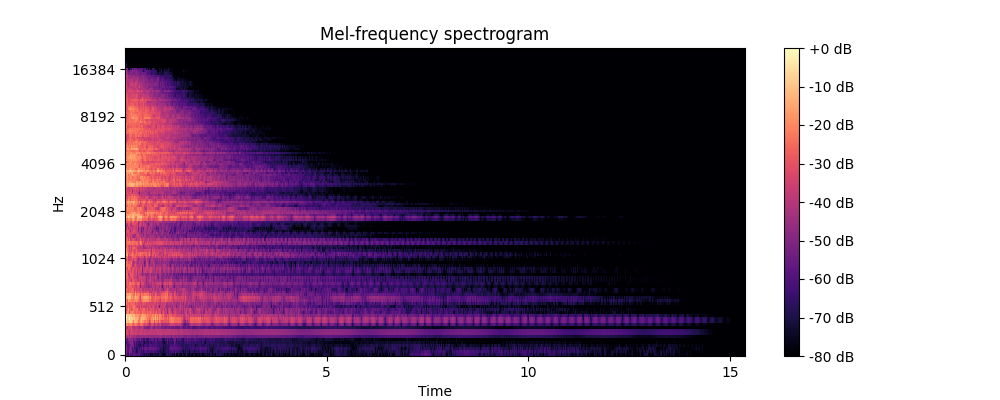 Mel-frequency spectrogram
Hz
16384
8192
4096
2048
1024
512
0
0 5 10 15
Time
+0 dB
-10 dB
-20 dB
-30 dB
-40 dB
-50 dB
-60 dB
-70 dB
-80 dB